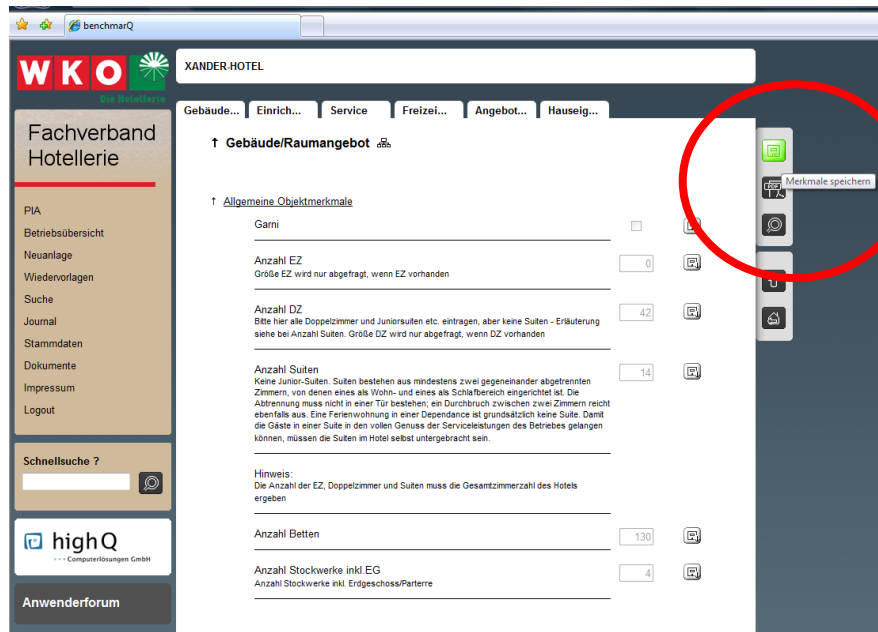 benchmarQ
WKO
Die Hotellerie
Fachverband
Hotellerie
PIA
Betriebsübersicht
Neuanlage
Wiedervorlagen
Suche
Journal
Stammdaten
Dokumente
Impressum
Logout
Schnellsuche ?
highQ
Computerlösungen GmbH
Anwenderforum
XANDER-HOTEL
Gebäude... Einrich... Service Freizei... Angebot... Hauseig...
↑ Gebäude/Raumangebot
↑ Allgemeine Objektmerkmale
Garni
Anzahl EZ 0
Größe EZ wird nur abgefragt, wenn EZ vorhanden
Anzahl DZ 42
Bitte hier alle Doppelzimmer und Juniorsuiten etc. eintragen, aber keine Suiten - Erläuterung
siehe bei Anzahl Suiten. Größe DZ wird nur abgefragt, wenn DZ vorhanden
Anzahl Suiten 14
Keine Junior-Suiten. Suiten bestehen aus mindestens zwei gegeneinander abgetrennten
Zimmern, von denen eines als Wohn- und eines als Schlafbereich eingerichtet ist. Die
Abtrennung muss nicht in einer Tür bestehen; ein Durchbruch zwischen zwei Zimmern reicht
ebenfalls aus. Eine Ferienwohnung in einer Dependance ist grundsätzlich keine Suite. Damit
die Gäste in einer Suite in den vollen Genuss der Serviceleistungen des Betriebes gelangen
können, müssen die Suiten im Hotel selbst untergebracht sein.
Hinweis:
Die Anzahl der EZ, Doppelzimmer und Suiten muss die Gesamtzimmerzahl des Hotels
ergeben
Anzahl Betten 130
Anzahl Stockwerke inkl.EG 4
Anzahl Stockwerke inkl. Erdgeschoss/Parterre
Merkmale speichern